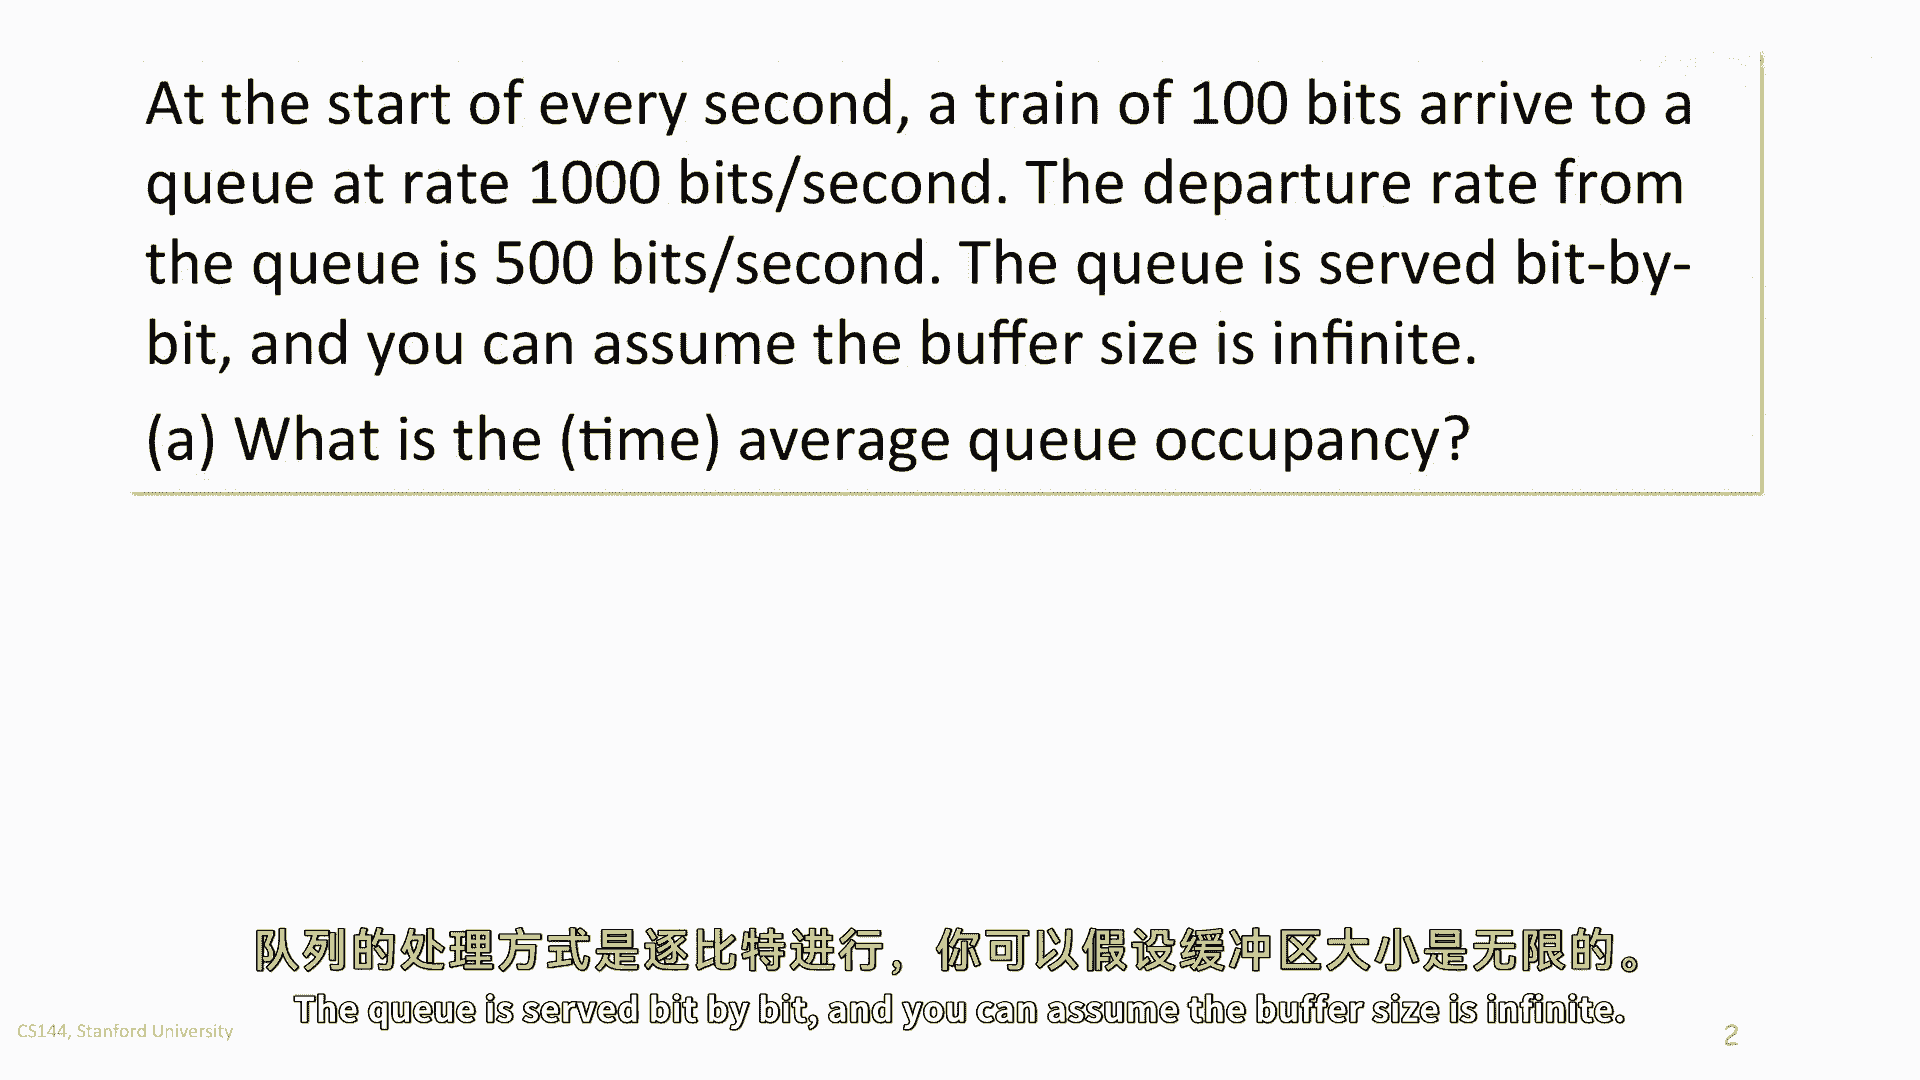 At the start of every second, a train of 100 bits arrive to a
queue at rate 1000 bits/second. The departure rate from
the queue is 500 bits/second. The queue is served bit-by-
bit, and you can assume the buffer size is infinite.
(a) What is the (time) average queue occupancy?
队列的处理方式是逐比特进行，你可以假设缓冲区大小是无限的。
The queue is served bit by bit, and you can assume the buffer size is infinite.
CS144, Stanford University
2